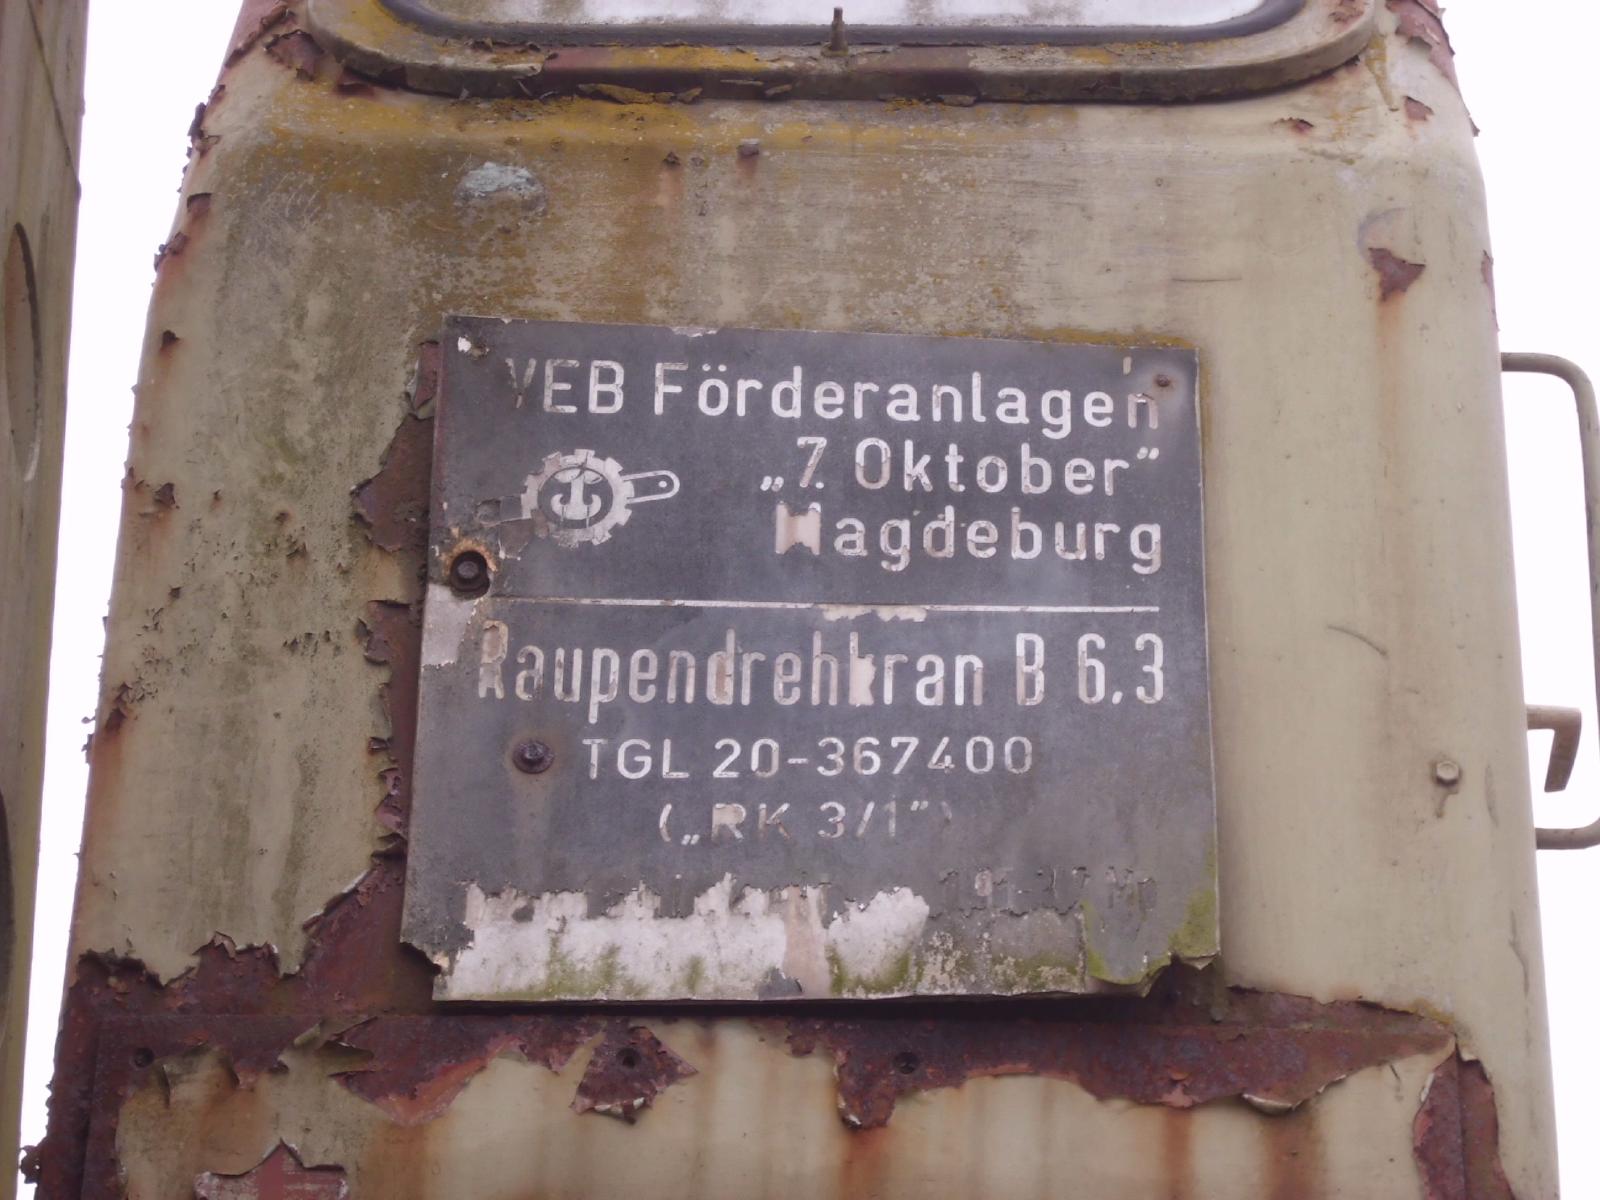 VEB Förderanlagen
„7. Oktober"
Magdeburg
Raupendrehkran B 6.3
TGL 20-367400
(„RK 3/1")